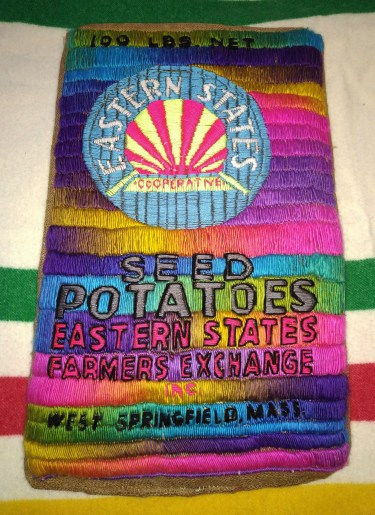 100 LBS. NET
EASTERN STATES
COOPERATIVE
SEED
POTATOES
EASTERN STATES
FARMERS EXCHANGE
INC.
WEST SPRINGFIELD, MASS.